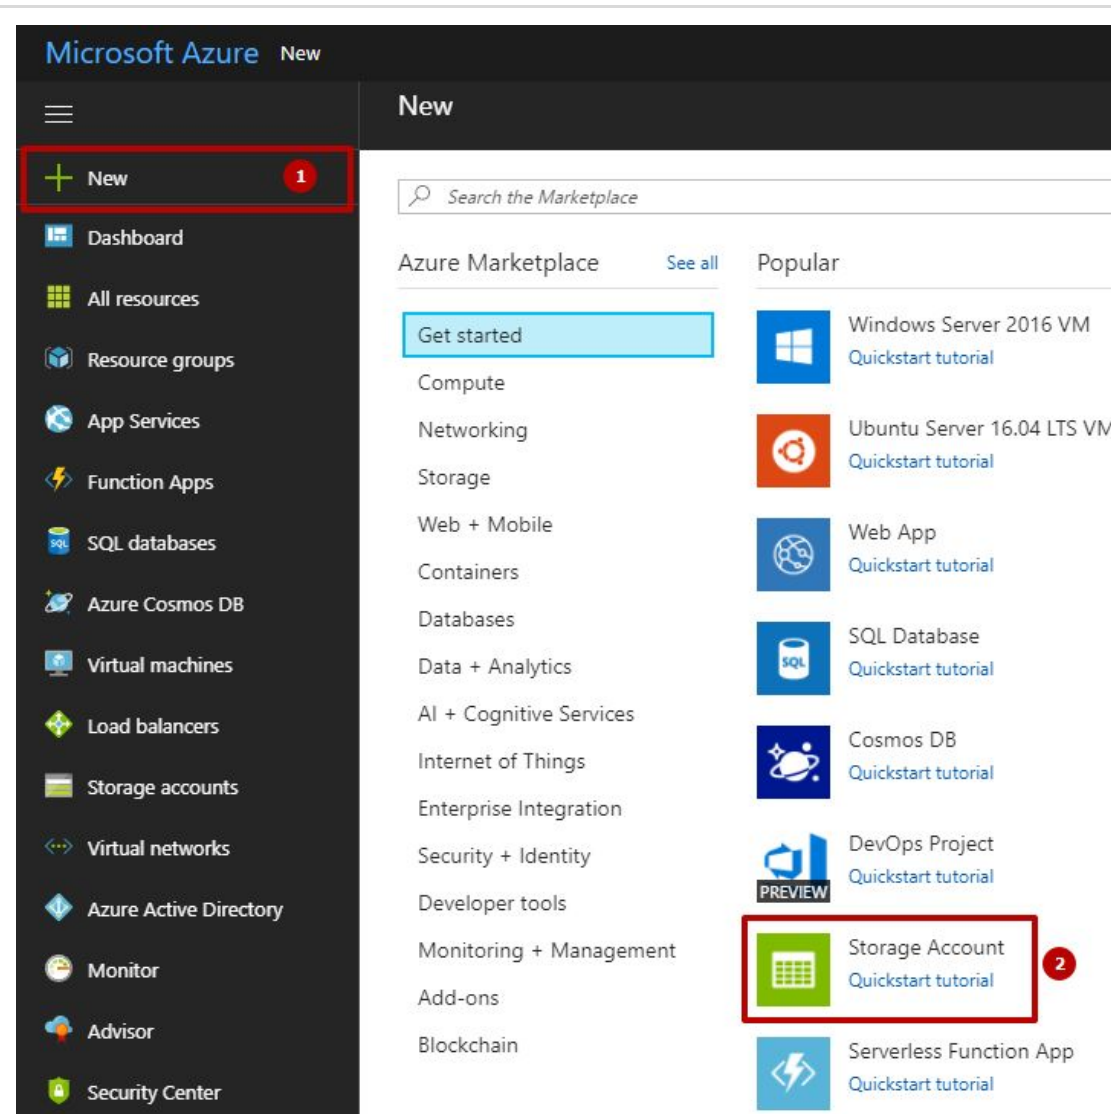 Microsoft Azure New
New
New 1
Dashboard
All resources
Resource groups
App Services
Function Apps
SQL SQL databases
Azure Cosmos DB
Virtual machines
Load balancers
Storage accounts
Virtual networks
Azure Active Directory
Monitor
Advisor
Security Center
Search the Marketplace
Azure Marketplace See all
Get started
Compute
Networking
Storage
Web + Mobile
Containers
Databases
Data + Analytics
AI + Cognitive Services
Internet of Things
Enterprise Integration
Security + Identity
Developer tools
Monitoring + Management
Add-ons
Blockchain
Popular
Windows Server 2016 VM
Quickstart tutorial
Ubuntu Server 16.04 LTS VM
Quickstart tutorial
Web App
Quickstart tutorial
SQL Database
SQL Quickstart tutorial
Cosmos DB
Quickstart tutorial
DevOps Project
Quickstart tutorial
PREVIEW
Storage Account
Quickstart tutorial
2
Serverless Function App
Quickstart tutorial